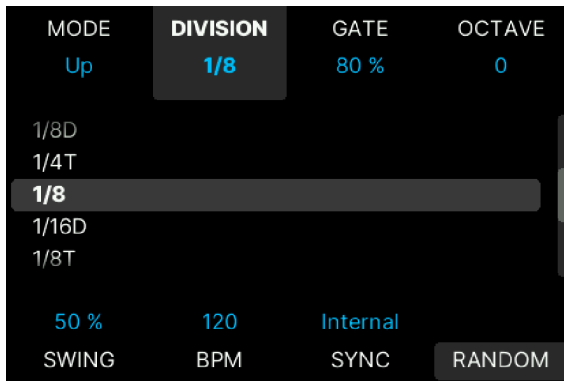 MODE DIVISION GATE OCTAVE
Up 1/8 80 % 0
1/8D
1/4T
1/8
1/16D
1/8T
50 % 120 Internal
SWING BPM SYNC RANDOM